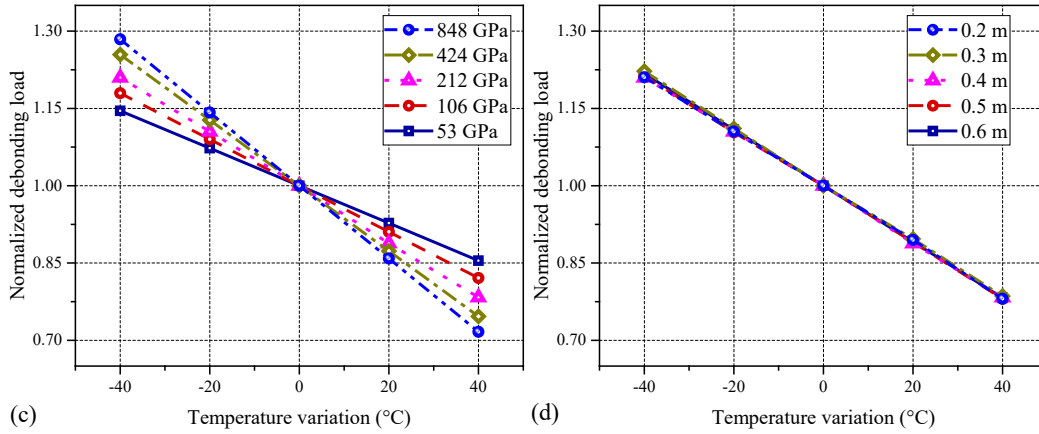 Normalized debonding load
1.30
1.15
1.00
0.85
0.70
848 GPa
424 GPa
212 GPa
106 GPa
53 GPa
-40
-20
0
20
40
(c)
Temperature variation (°C)
Normalized debonding load
1.30
1.15
1.00
0.85
0.70
0.2 m
0.3 m
0.4 m
0.5 m
0.6 m
-40
-20
0
20
40
(d)
Temperature variation (°C)